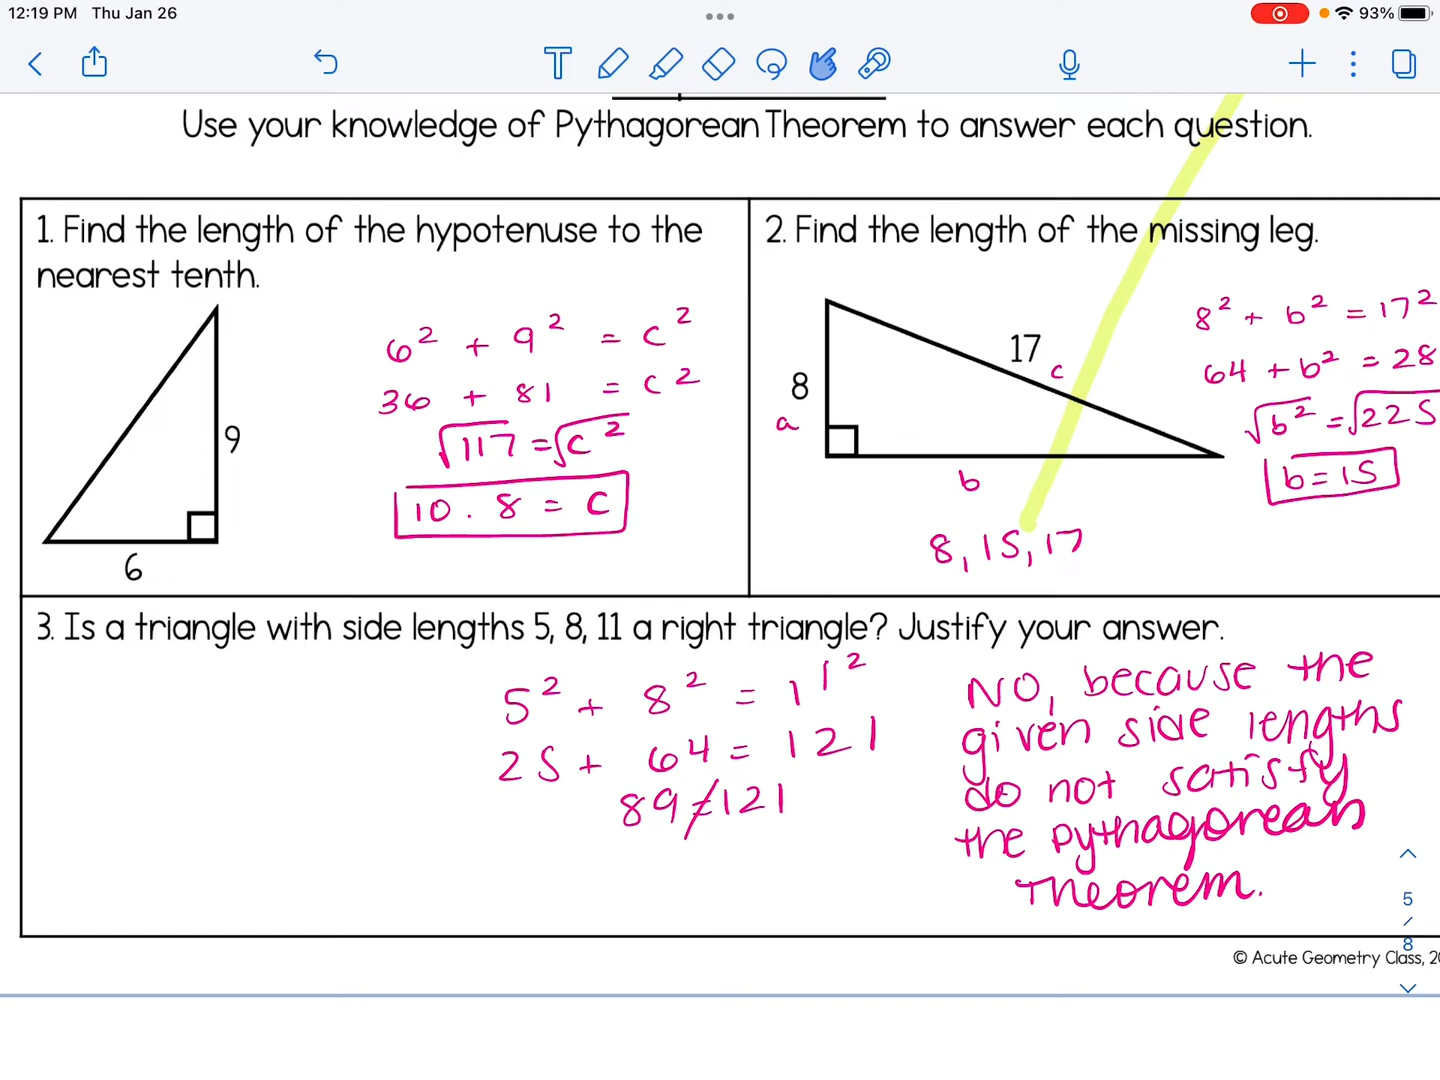 12:19 PM Thu Jan 26
93%
Use your knowledge of Pythagorean Theorem to answer each question.
1. Find the length of the hypotenuse to the
nearest tenth.
9
6
6² + 9² = c²
36 + 81 = c²
√117 = √c²
10.8 = c
2. Find the length of the missing leg.
17
c
8
a
b
8, 15, 17
8² + b² = 17²
64 + b² = 28
√b² = √225
b = 15
3. Is a triangle with side lengths 5, 8, 11 a right triangle? Justify your answer.
5² + 8² = 11²
25 + 64 = 121
89 ≠ 121
NO, because the
given side lengths
do not satisfy
the Pythagorean
Theorem.
5
/
8
© Acute Geometry Class, 20